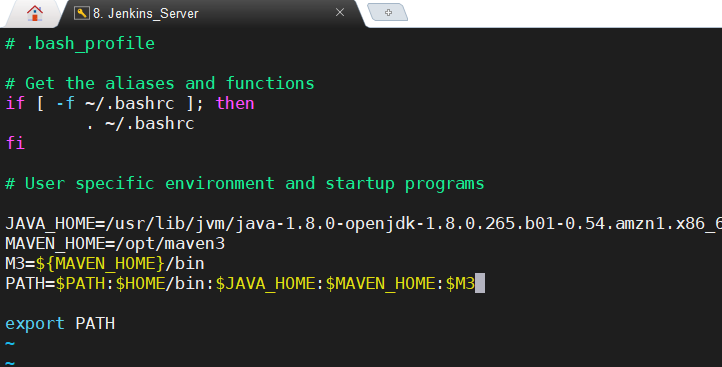 8. Jenkins_Server
# .bash_profile
# Get the aliases and functions
if [ -f ~/.bashrc ]; then
        . ~/.bashrc
fi
# User specific environment and startup programs
JAVA_HOME=/usr/lib/jvm/java-1.8.0-openjdk-1.8.0.265.b01-0.54.amzn1.x86_6
MAVEN_HOME=/opt/maven3
M3=${MAVEN_HOME}/bin
PATH=$PATH:$HOME/bin:$JAVA_HOME:$MAVEN_HOME:$M3
export PATH
~
~